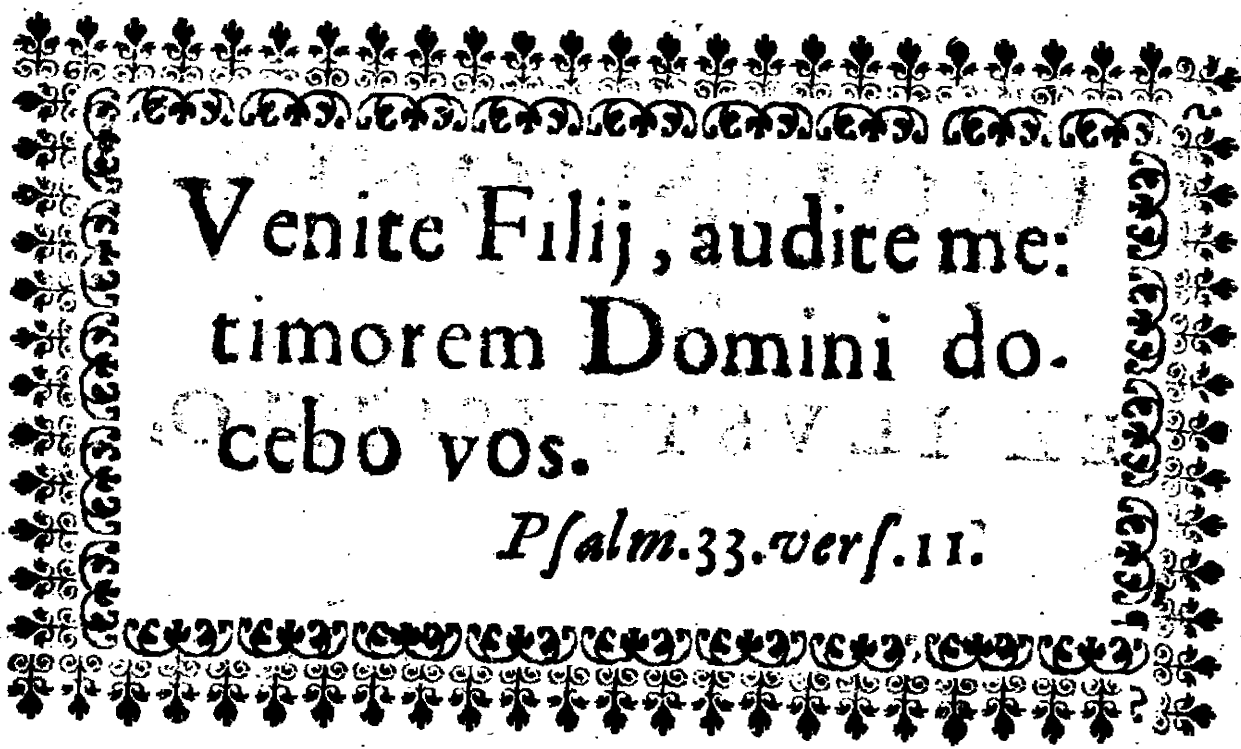 Venite Filij, audite me:
timorem Domini do-
cebo vos.
Pſalm.33.verſ.11.